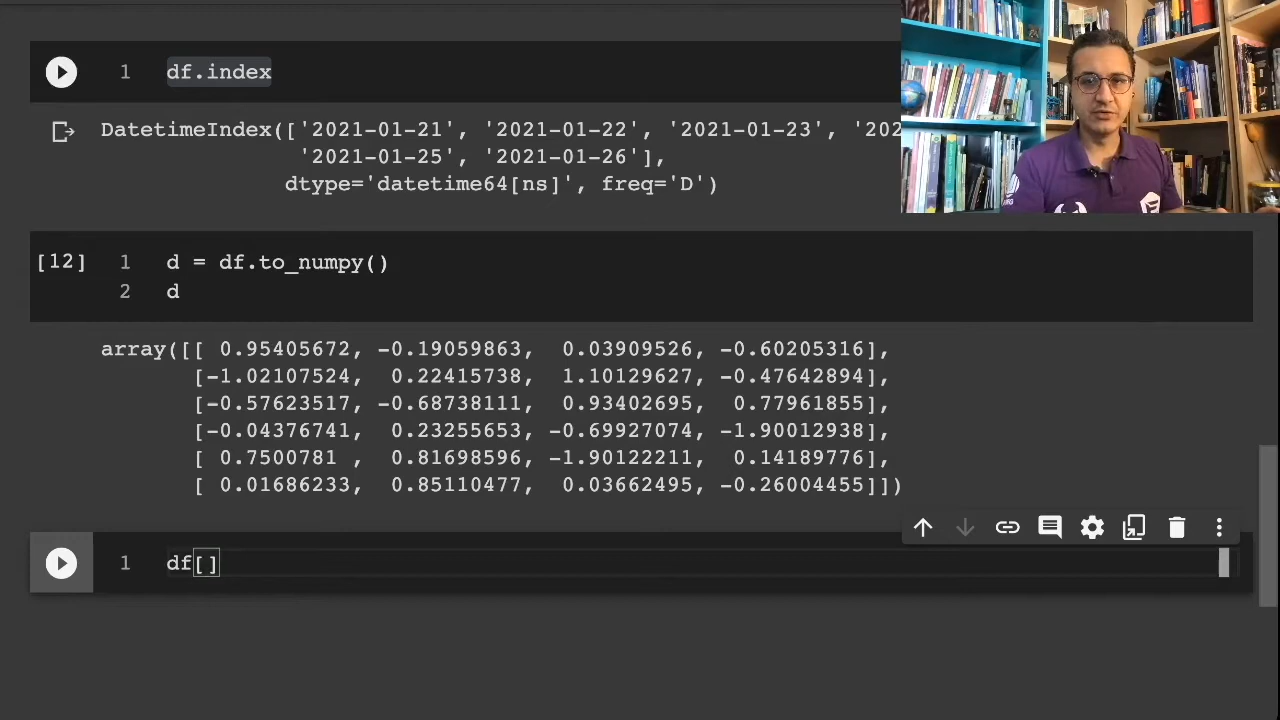 1 df.index
DatetimeIndex(['2021-01-21', '2021-01-22', '2021-01-23', '202
'2021-01-25', '2021-01-26'],
dtype='datetime64[ns]', freq='D')
[12] 1 d = df.to_numpy()
2 d
array([[ 0.95405672, -0.19059863, 0.03909526, -0.60205316],
[-1.02107524, 0.22415738, 1.10129627, -0.47642894],
[-0.57623517, -0.68738111, 0.93402695, 0.77961855],
[-0.04376741, 0.23255653, -0.69927074, -1.90012938],
[ 0.7500781 , 0.81698596, -1.90122211, 0.14189776],
[ 0.01686233, 0.85110477, 0.03662495, -0.26004455]])
1 df[]